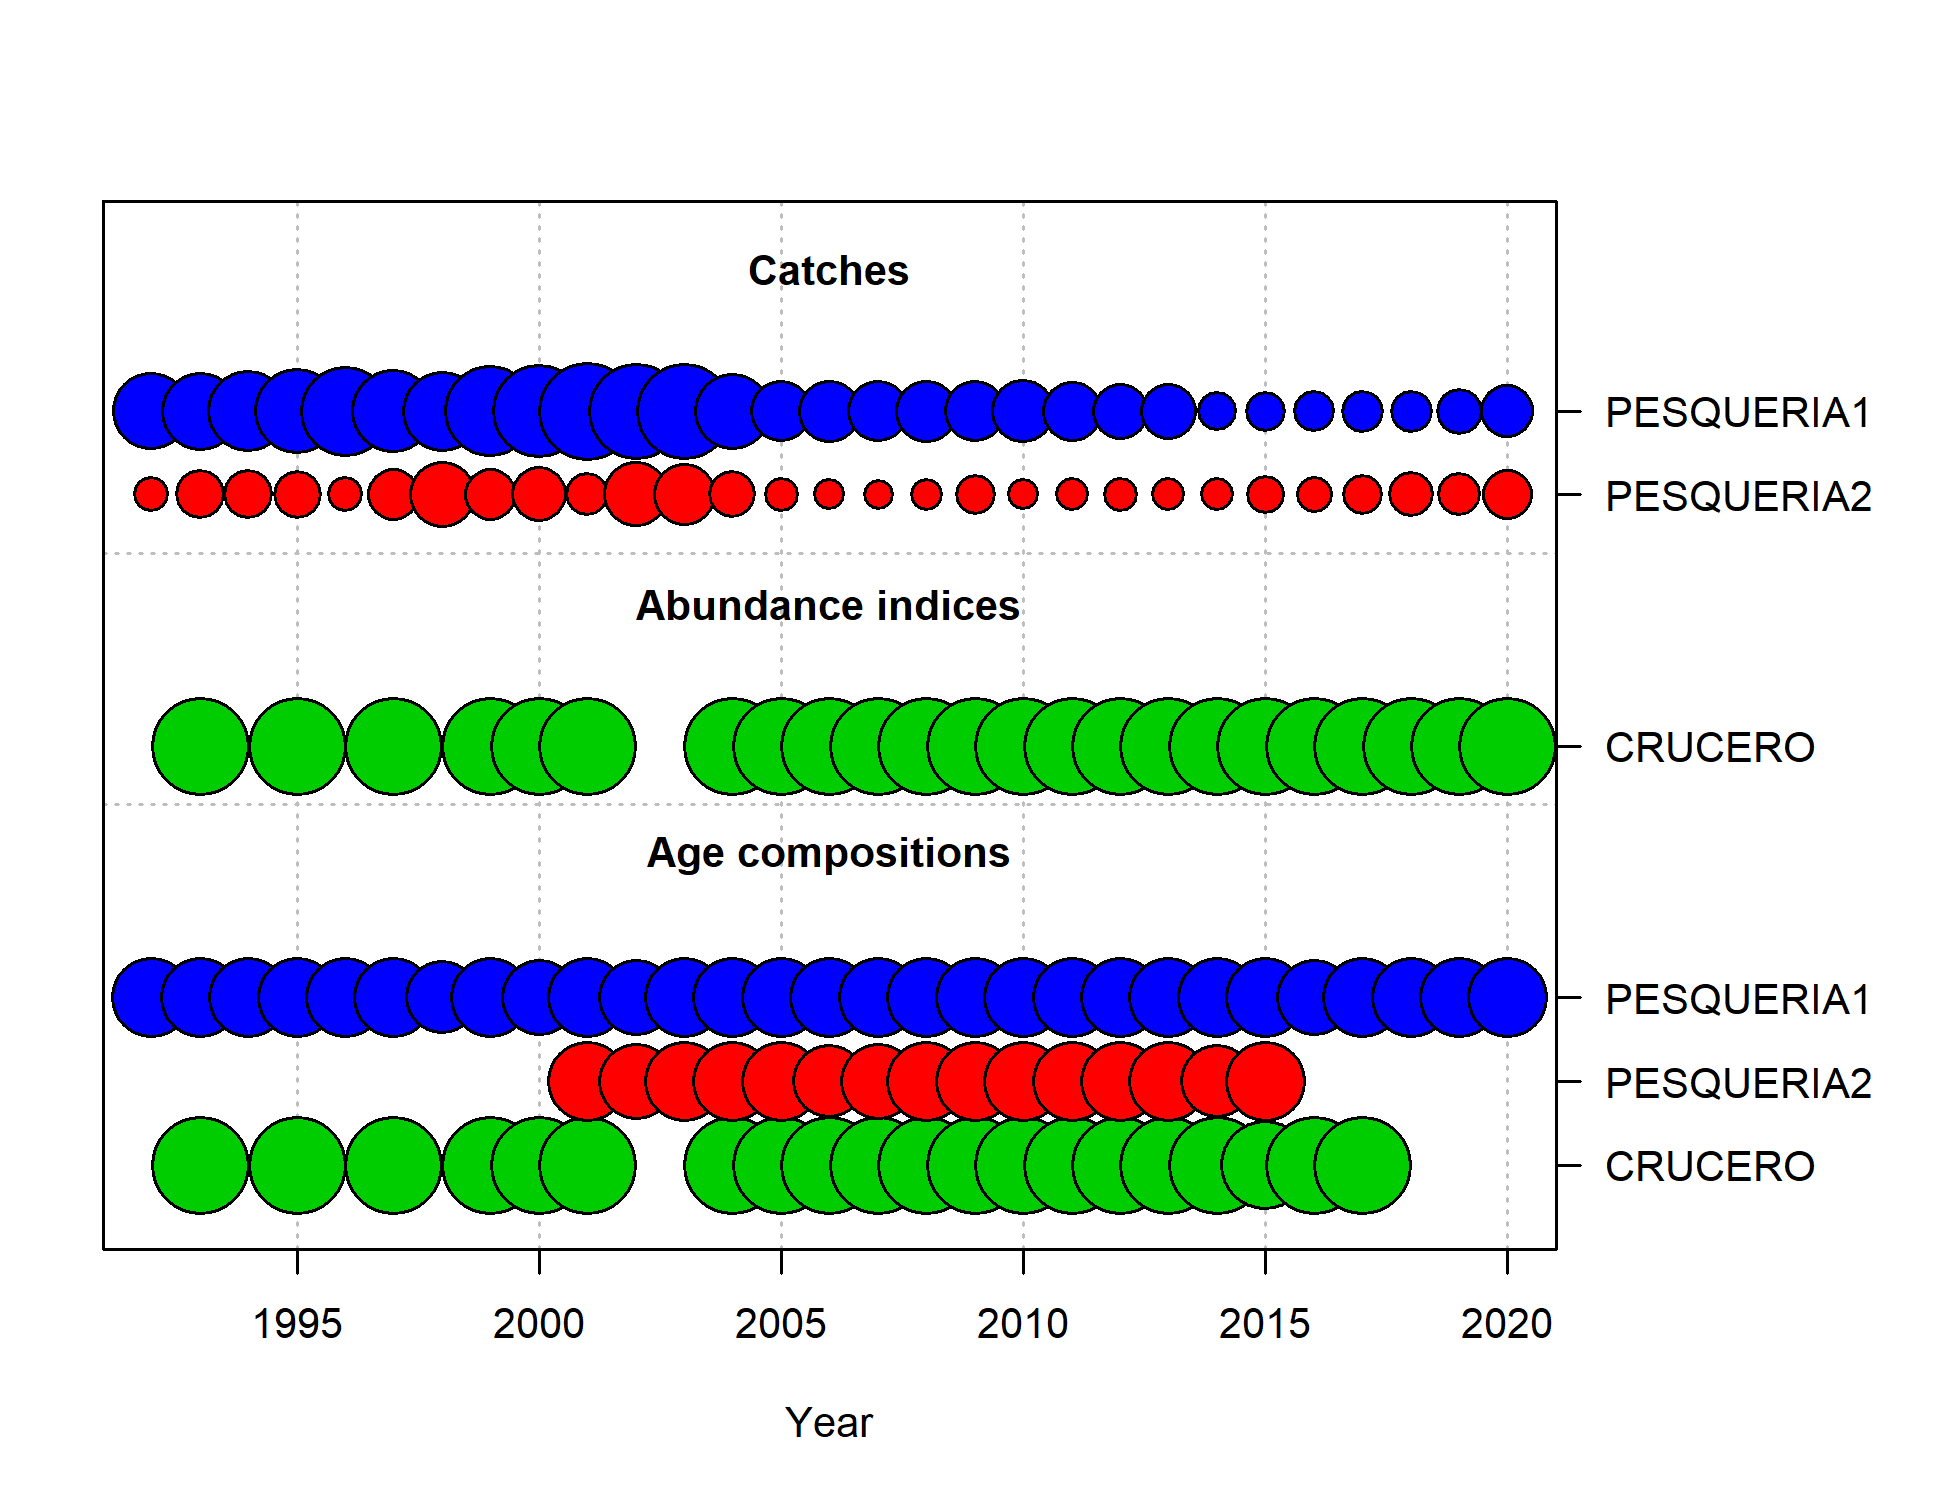 Catches
PESQUERIA1
PESQUERIA2
Abundance indices
CRUCERO
Age compositions
PESQUERIA1
PESQUERIA2
CRUCERO
1995 2000 2005 2010 2015 2020
Year